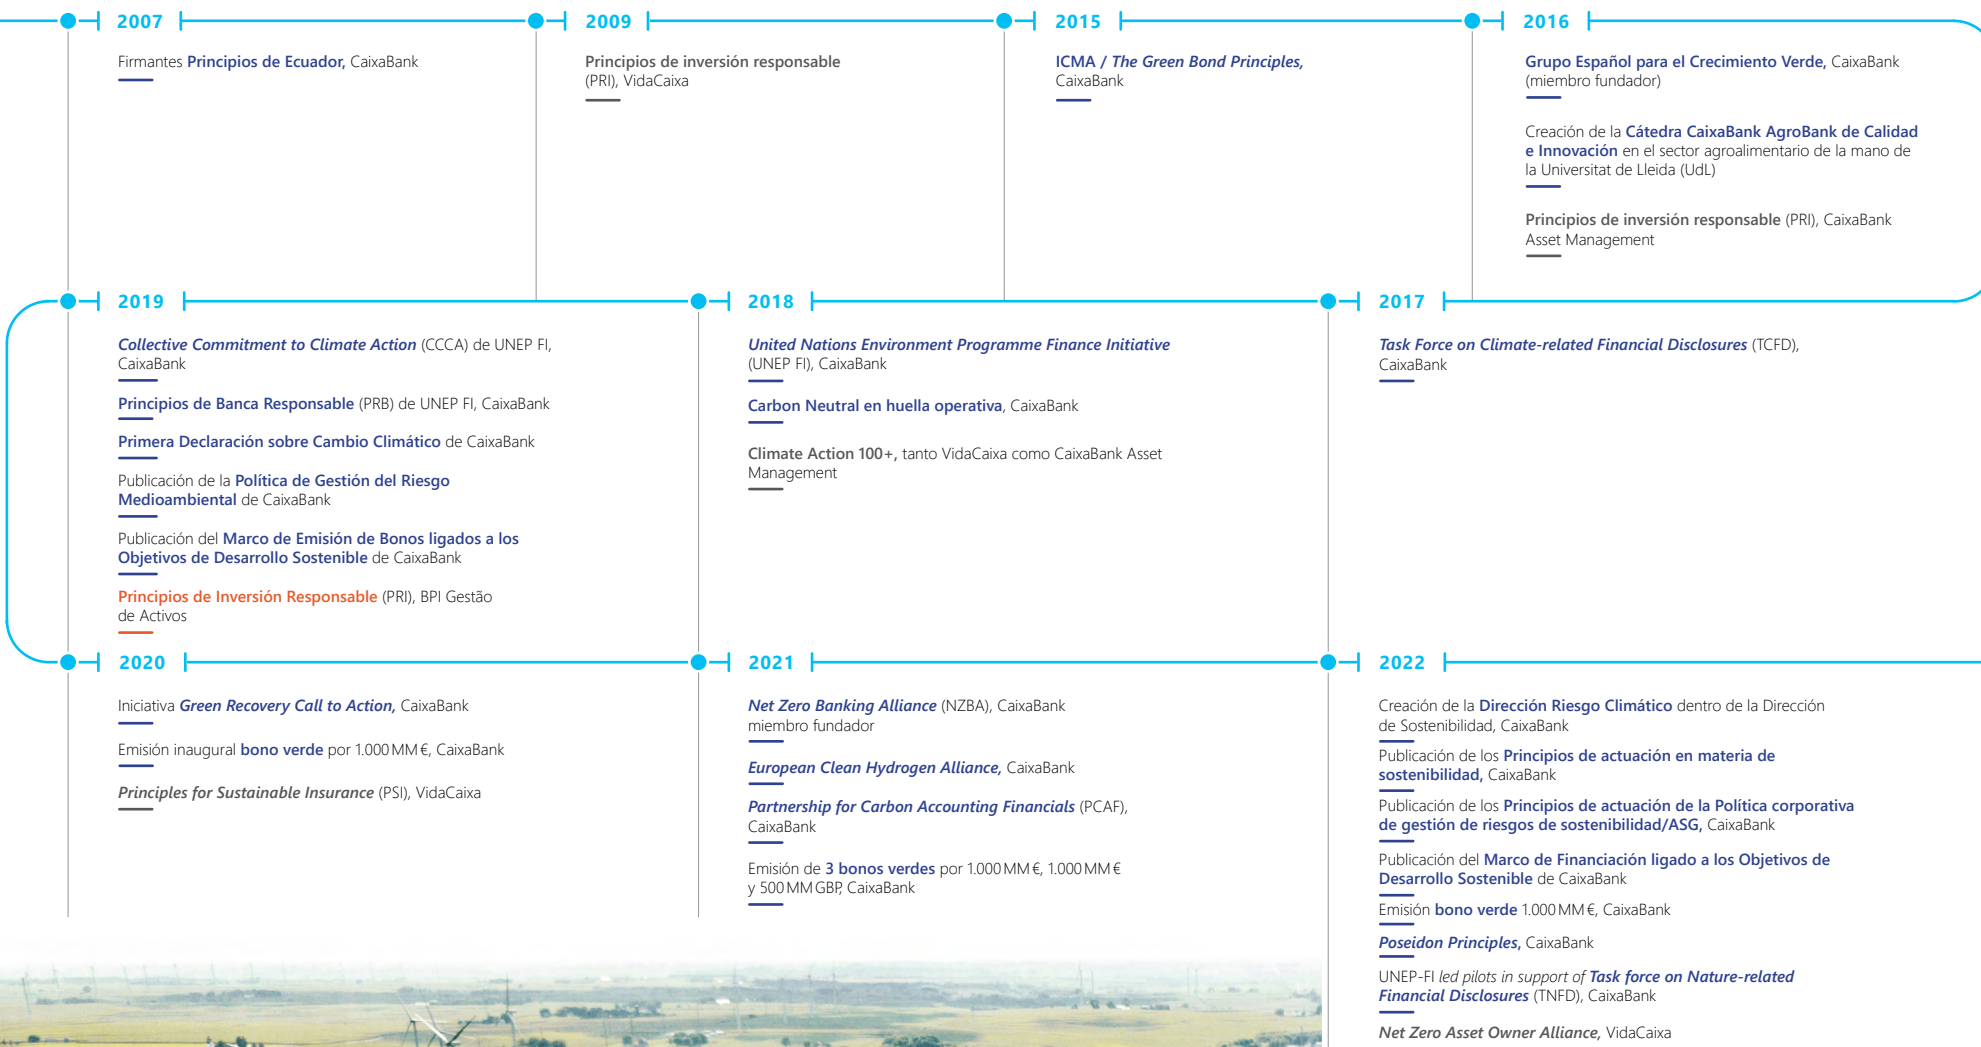 2007
Firmantes Principios de Ecuador, CaixaBank
2009
Principios de inversión responsable
(PRI), VidaCaixa
2015
ICMA / The Green Bond Principles,
CaixaBank
2016
Grupo Español para el Crecimiento Verde, CaixaBank
(miembro fundador)
Creación de la Cátedra CaixaBank AgroBank de Calidad
e Innovación en el sector agroalimentario de la mano de
la Universitat de Lleida (UdL)
Principios de inversión responsable (PRI), CaixaBank
Asset Management
2017
Task Force on Climate-related Financial Disclosures (TCFD),
CaixaBank
2018
United Nations Environment Programme Finance Initiative
(UNEP FI), CaixaBank
Carbon Neutral en huella operativa, CaixaBank
Climate Action 100+, tanto VidaCaixa como CaixaBank Asset
Management
2019
Collective Commitment to Climate Action (CCCA) de UNEP FI,
CaixaBank
Principios de Banca Responsable (PRB) de UNEP FI, CaixaBank
Primera Declaración sobre Cambio Climático de CaixaBank
Publicación de la Política de Gestión del Riesgo
Medioambiental de CaixaBank
Publicación del Marco de Emisión de Bonos ligados a los
Objetivos de Desarrollo Sostenible de CaixaBank
Principios de Inversión Responsable (PRI), BPI Gestão
de Activos
2020
Iniciativa Green Recovery Call to Action, CaixaBank
Emisión inaugural bono verde por 1.000 MM €, CaixaBank
Principles for Sustainable Insurance (PSI), VidaCaixa
2021
Net Zero Banking Alliance (NZBA), CaixaBank
miembro fundador
European Clean Hydrogen Alliance, CaixaBank
Partnership for Carbon Accounting Financials (PCAF),
CaixaBank
Emisión de 3 bonos verdes por 1.000 MM €, 1.000 MM €
y 500 MM GBP, CaixaBank
2022
Creación de la Dirección Riesgo Climático dentro de la Dirección
de Sostenibilidad, CaixaBank
Publicación de los Principios de actuación en materia de
sostenibilidad, CaixaBank
Publicación de los Principios de actuación de la Política corporativa
de gestión de riesgos de sostenibilidad/ASG, CaixaBank
Publicación del Marco de Financiación ligado a los Objetivos de
Desarrollo Sostenible de CaixaBank
Emisión bono verde 1.000 MM €, CaixaBank
Poseidon Principles, CaixaBank
UNEP-FI led pilots in support of Task force on Nature-related
Financial Disclosures (TNFD), CaixaBank
Net Zero Asset Owner Alliance, VidaCaixa